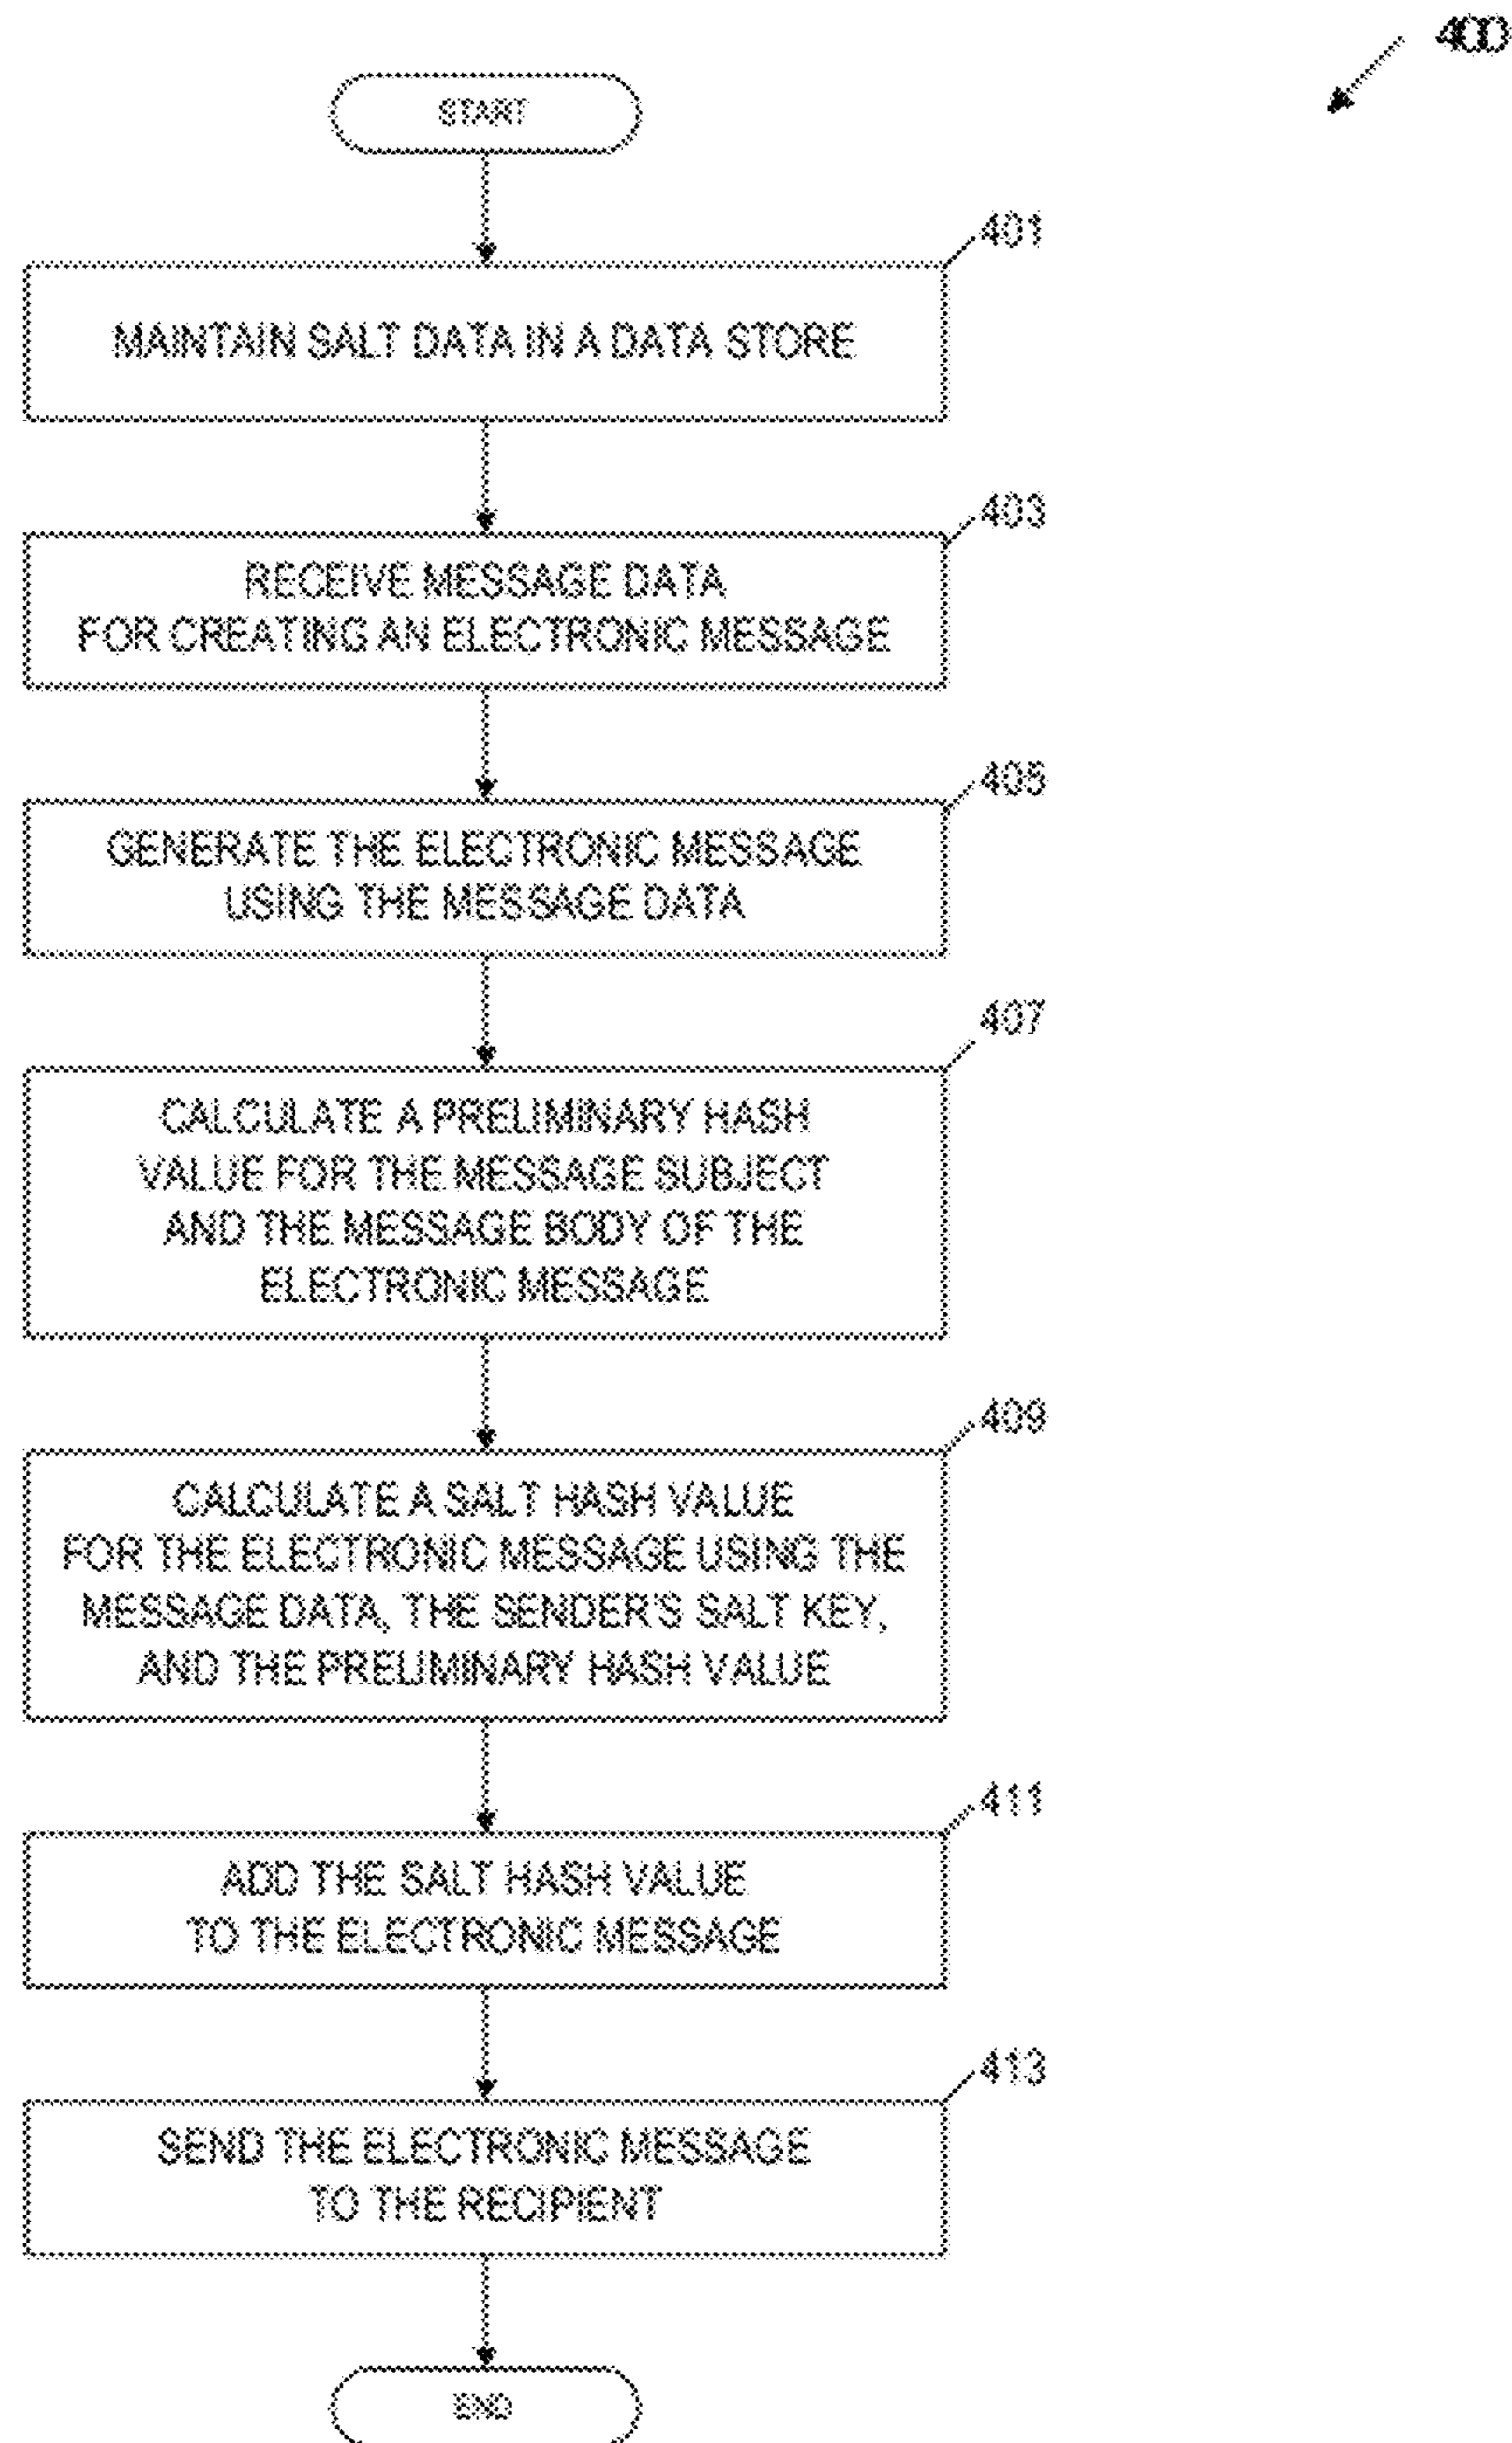 400
START
401
MAINTAIN SALT DATA IN A DATA STORE
403
RECEIVE MESSAGE DATA
FOR CREATING AN ELECTRONIC MESSAGE
405
GENERATE THE ELECTRONIC MESSAGE
USING THE MESSAGE DATA
407
CALCULATE A PRELIMINARY HASH
VALUE FOR THE MESSAGE SUBJECT
AND THE MESSAGE BODY OF THE
ELECTRONIC MESSAGE
409
CALCULATE A SALT HASH VALUE
FOR THE ELECTRONIC MESSAGE USING THE
MESSAGE DATA, THE SENDER'S SALT KEY,
AND THE PRELIMINARY HASH VALUE
411
ADD THE SALT HASH VALUE
TO THE ELECTRONIC MESSAGE
413
SEND THE ELECTRONIC MESSAGE
TO THE RECIPIENT
END